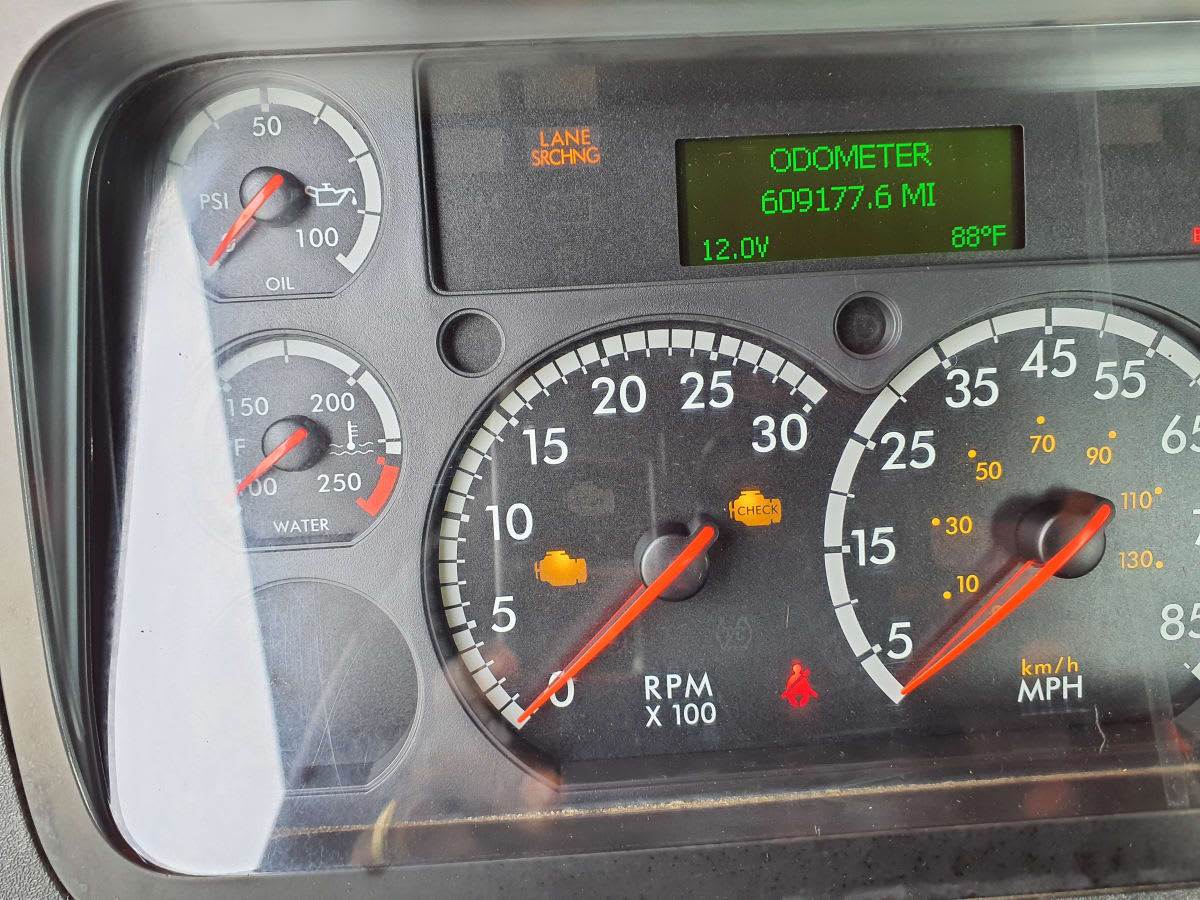 50
PSI
100
OIL
LANE
SRCHNG
ODOMETER
609177.6 MI
12.0V
88°F
150
200
F
250
WATER
0
5
10
15
20
25
30
CHECK
RPM
X 100
5
15
25
35
45
55
85
10
30
50
70
90
110
130
km/h
MPH